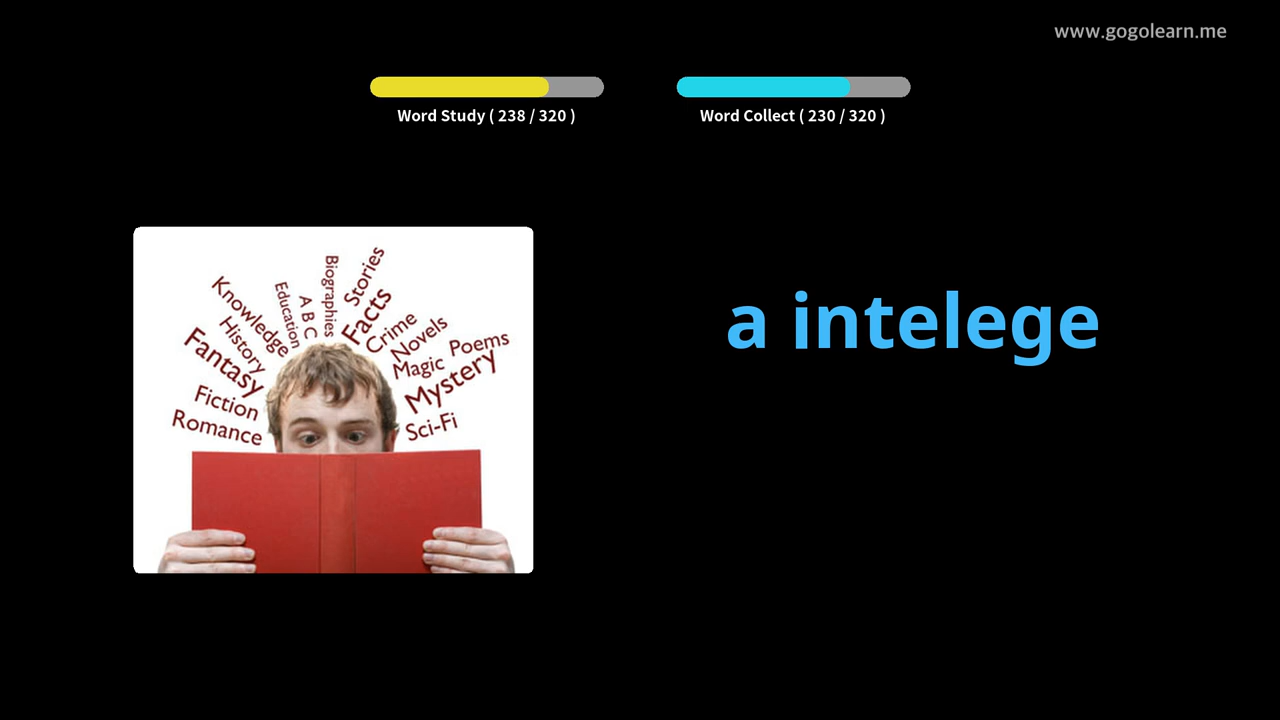 www.gogolearn.me
Word Study ( 238 / 320 )
Word Collect ( 230 / 320 )
a intelege
Romance
Fiction
Fantasy
History
Knowledge
Education
A B C
Biographies
Stories
Facts
Crime
Novels
Magic
Poems
Mystery
Sci-Fi